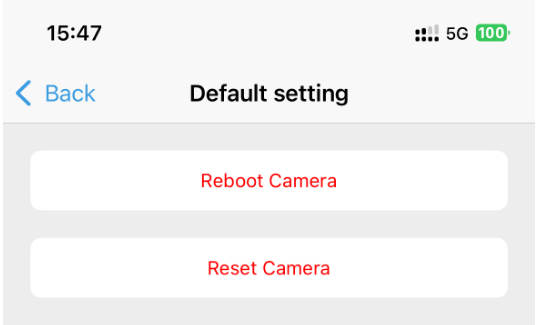 15:47
5G 100
Back
Default setting
Reboot Camera
Reset Camera